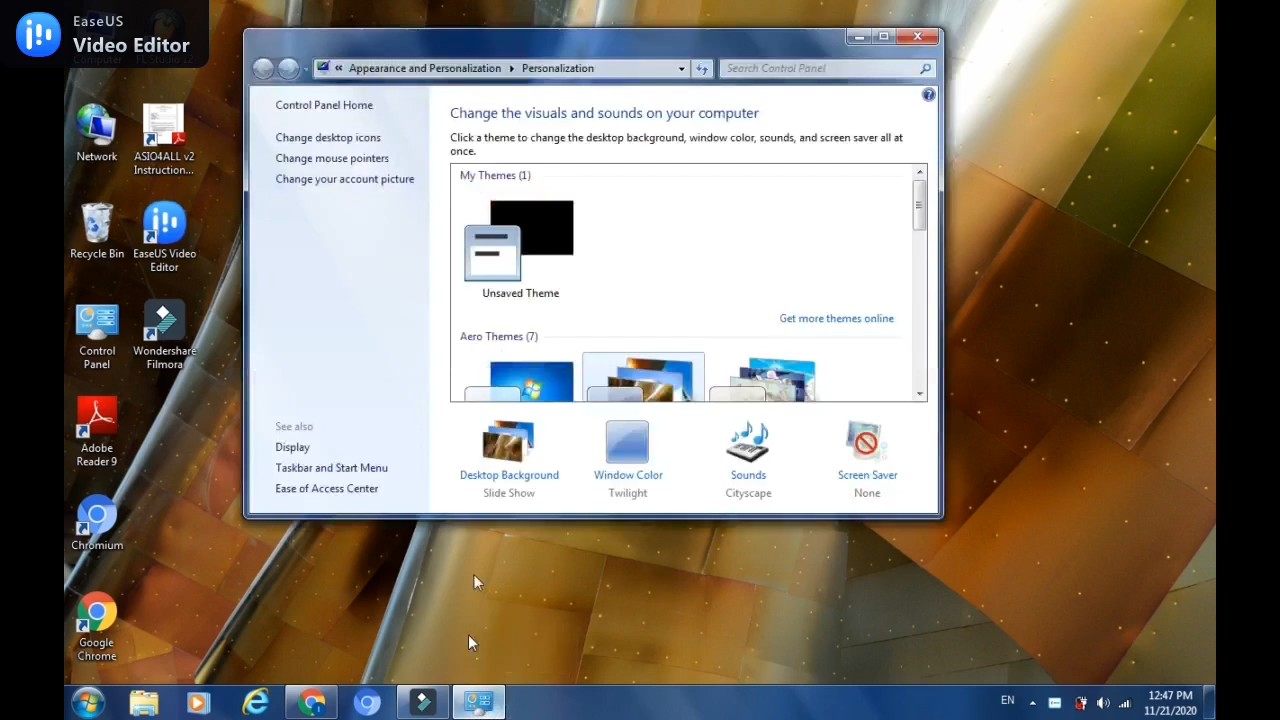 EaseUS
Video Editor
Computer
FL Studio 12
Network
ASIO4ALL v2
Instruction...
Recycle Bin
EaseUS Video
Editor
Control
Panel
Wondershare
Filmora
Adobe
Reader 9
Chromium
Google
Chrome
« Appearance and Personalization
Personalization
Search Control Panel
Control Panel Home
Change desktop icons
Change mouse pointers
Change your account picture
See also
Display
Taskbar and Start Menu
Ease of Access Center
Change the visuals and sounds on your computer
Click a theme to change the desktop background, window color, sounds, and screen saver all at
once.
My Themes (1)
Unsaved Theme
Get more themes online
Aero Themes (7)
Desktop Background
Slide Show
Window Color
Twilight
Sounds
Cityscape
Screen Saver
None
EN
12:47 PM
11/21/2020